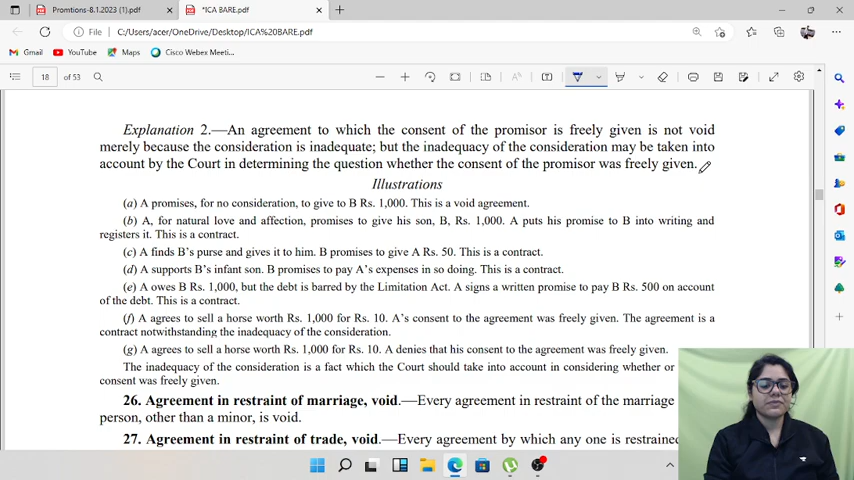 Promtions-8.1.2023 (1).pdf
*ICA BARE.pdf
File
C:/Users/acer/OneDrive/Desktop/ICA%20BARE.pdf
Gmail
YouTube
Maps
Cisco Webex Meeti...
18
of 53
Explanation 2.—An agreement to which the consent of the promisor is freely given is not void
merely because the consideration is inadequate; but the inadequacy of the consideration may be taken into
account by the Court in determining the question whether the consent of the promisor was freely given.
Illustrations
(a) A promises, for no consideration, to give to B Rs. 1,000. This is a void agreement.
(b) A, for natural love and affection, promises to give his son, B, Rs. 1,000. A puts his promise to B into writing and
registers it. This is a contract.
(c) A finds B's purse and gives it to him. B promises to give A Rs. 50. This is a contract.
(d) A supports B's infant son. B promises to pay A's expenses in so doing. This is a contract.
(e) A owes B Rs. 1,000, but the debt is barred by the Limitation Act. A signs a written promise to pay B Rs. 500 on account
of the debt. This is a contract.
(f) A agrees to sell a horse worth Rs. 1,000 for Rs. 10. A's consent to the agreement was freely given. The agreement is a
contract notwithstanding the inadequacy of the consideration.
(g) A agrees to sell a horse worth Rs. 1,000 for Rs. 10. A denies that his consent to the agreement was freely given.
The inadequacy of the consideration is a fact which the Court should take into account in considering whether or
consent was freely given.
26. Agreement in restraint of marriage, void.—Every agreement in restraint of the marriage
person, other than a minor, is void.
27. Agreement in restraint of trade, void.—Every agreement by which any one is restrained